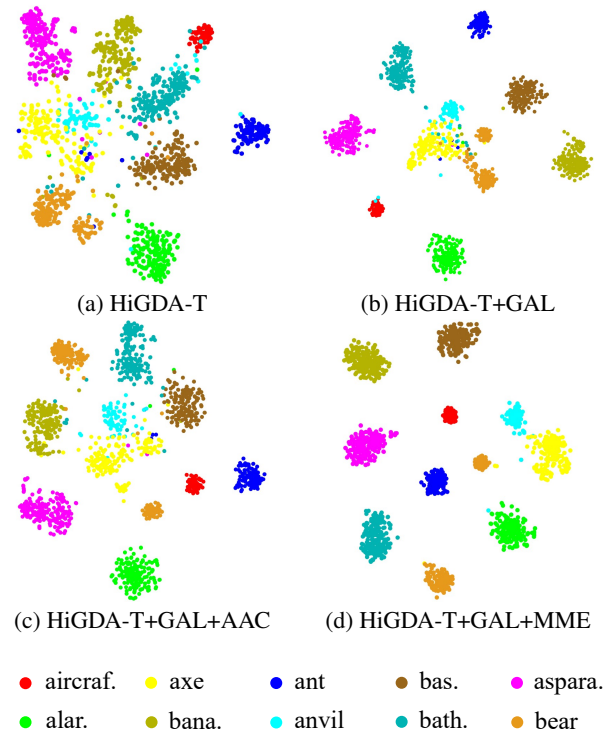 (a) HiGDA-T (b) HiGDA-T+GAL
(c) HiGDA-T+GAL+AAC (d) HiGDA-T+GAL+MME
aircraf. axe ant bas. aspara.
alar. bana. anvil bath. bear